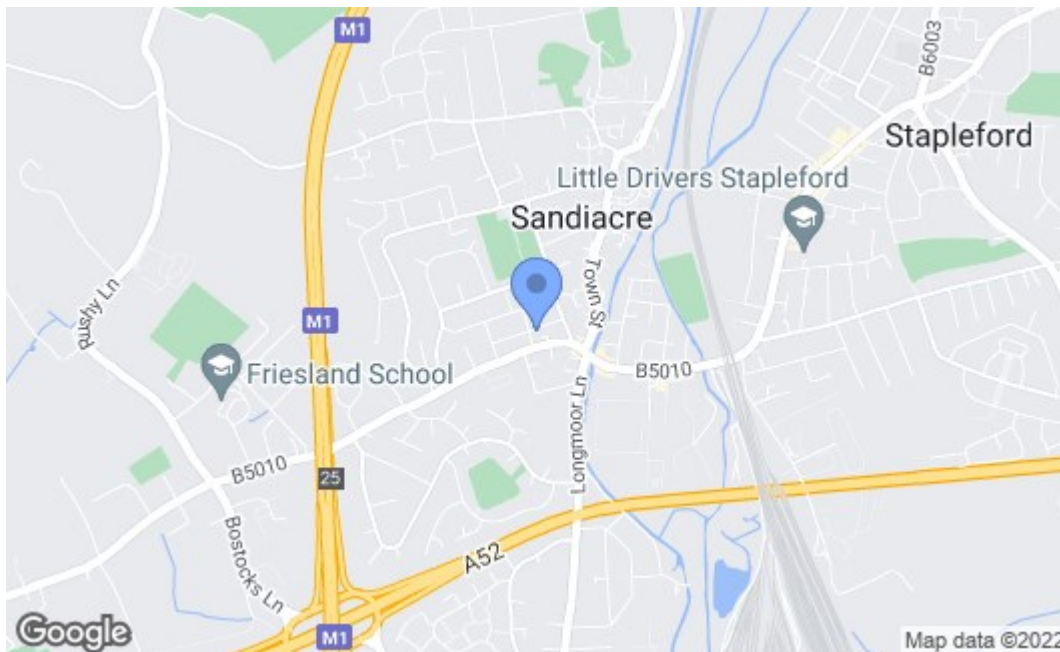 M1
B6003
Stapleford
Little Drivers Stapleford
Sandiacre
Town St
Rushy Ln
M1
Friesland School
B5010
Longmoor Ln
B5010
25
Bostocks Ln
A52
M1
Google
Map data ©2022